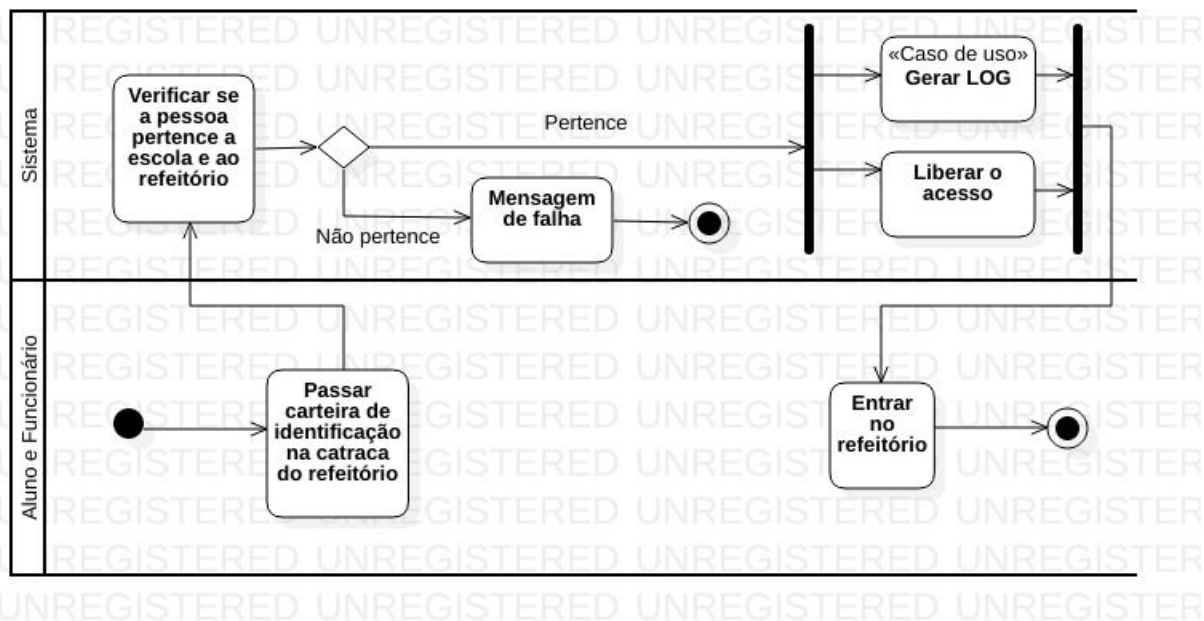 Sistema
Verificar se
a pessoa
pertence a
escola e ao
refeitório
Pertence
Não pertence
Mensagem
de falha
«Caso de uso»
Gerar LOG
Liberar o
acesso
Aluno e Funcionário
Passar
carteira de
identificação
na catraca
do refeitório
Entrar
no
refeitório
UNREGISTERED UNREGISTERED UNREGISTERED UNREGISTER